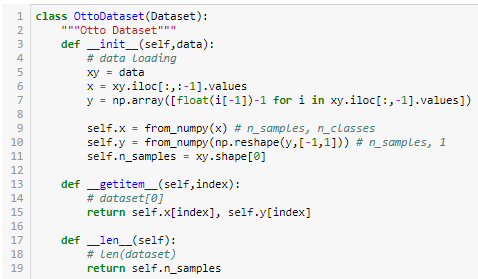 1 class OttoDataset(Dataset):
2     """Otto Dataset"""
3     def __init__(self,data):
4         # data loading
5         xy = data
6         x = xy.iloc[:,:-1].values
7         y = np.array([float(i[-1])-1 for i in xy.iloc[:,-1].values])
8
9         self.x = from_numpy(x) # n_samples, n_classes
10         self.y = from_numpy(np.reshape(y,[-1,1])) # n_samples, 1
11         self.n_samples = xy.shape[0]
12
13     def __getitem__(self,index):
14         # dataset[0]
15         return self.x[index], self.y[index]
16
17     def __len__(self):
18         # len(dataset)
19         return self.n_samples